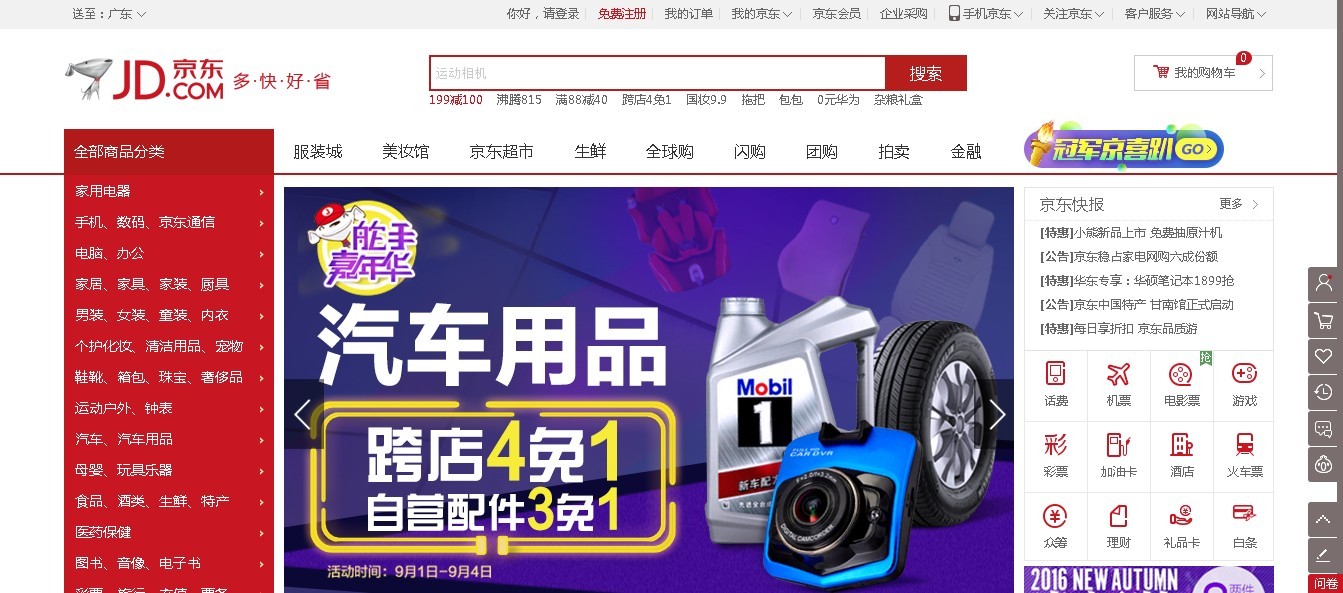 送至：广东
你好，请登录 免费注册 我的订单 我的京东 京东会员 企业采购 手机京东 关注京东 客户服务 网站导航
JD.COM 京东 多·快·好·省
运动相机 搜索
我的购物车 0
199减100 沸腾815 满88减40 跨店4免1 国妆9.9 拖把 包包 0元华为 杂粮礼盒
全部商品分类
服装城 美妆馆 京东超市 生鲜 全球购 闪购 团购 拍卖 金融
冠军京喜趴 GO
家用电器
手机、数码、京东通信
电脑、办公
家居、家具、家装、厨具
男装、女装、童装、内衣
个护化妆、清洁用品、宠物
鞋靴、箱包、珠宝、奢侈品
运动户外、钟表
汽车、汽车用品
母婴、玩具乐器
食品、酒类、生鲜、特产
医药保健
图书、音像、电子书
彩票、旅行、充值、票务
舵手
嘉年华
汽车用品
跨店4免1
自营配件3免1
活动时间：9月1日-9月4日
Mobil
1
FULL HD
CAR DVR
DIGITAL CAMCORDER
京东快报 更多
[特惠]小熊新品上市 免费抽原汁机
[公告]京东稳占家电网购六成份额
[特惠]华东专享：华硕笔记本1899抢
[公告]京东中国特产 甘南馆正式启动
[特惠]每日享折扣 京东品质游
抢
话费 机票 电影票 游戏
彩票 加油卡 酒店 火车票
众筹 理财 礼品卡 白条
2016 NEW AUTUMN
两件
问卷